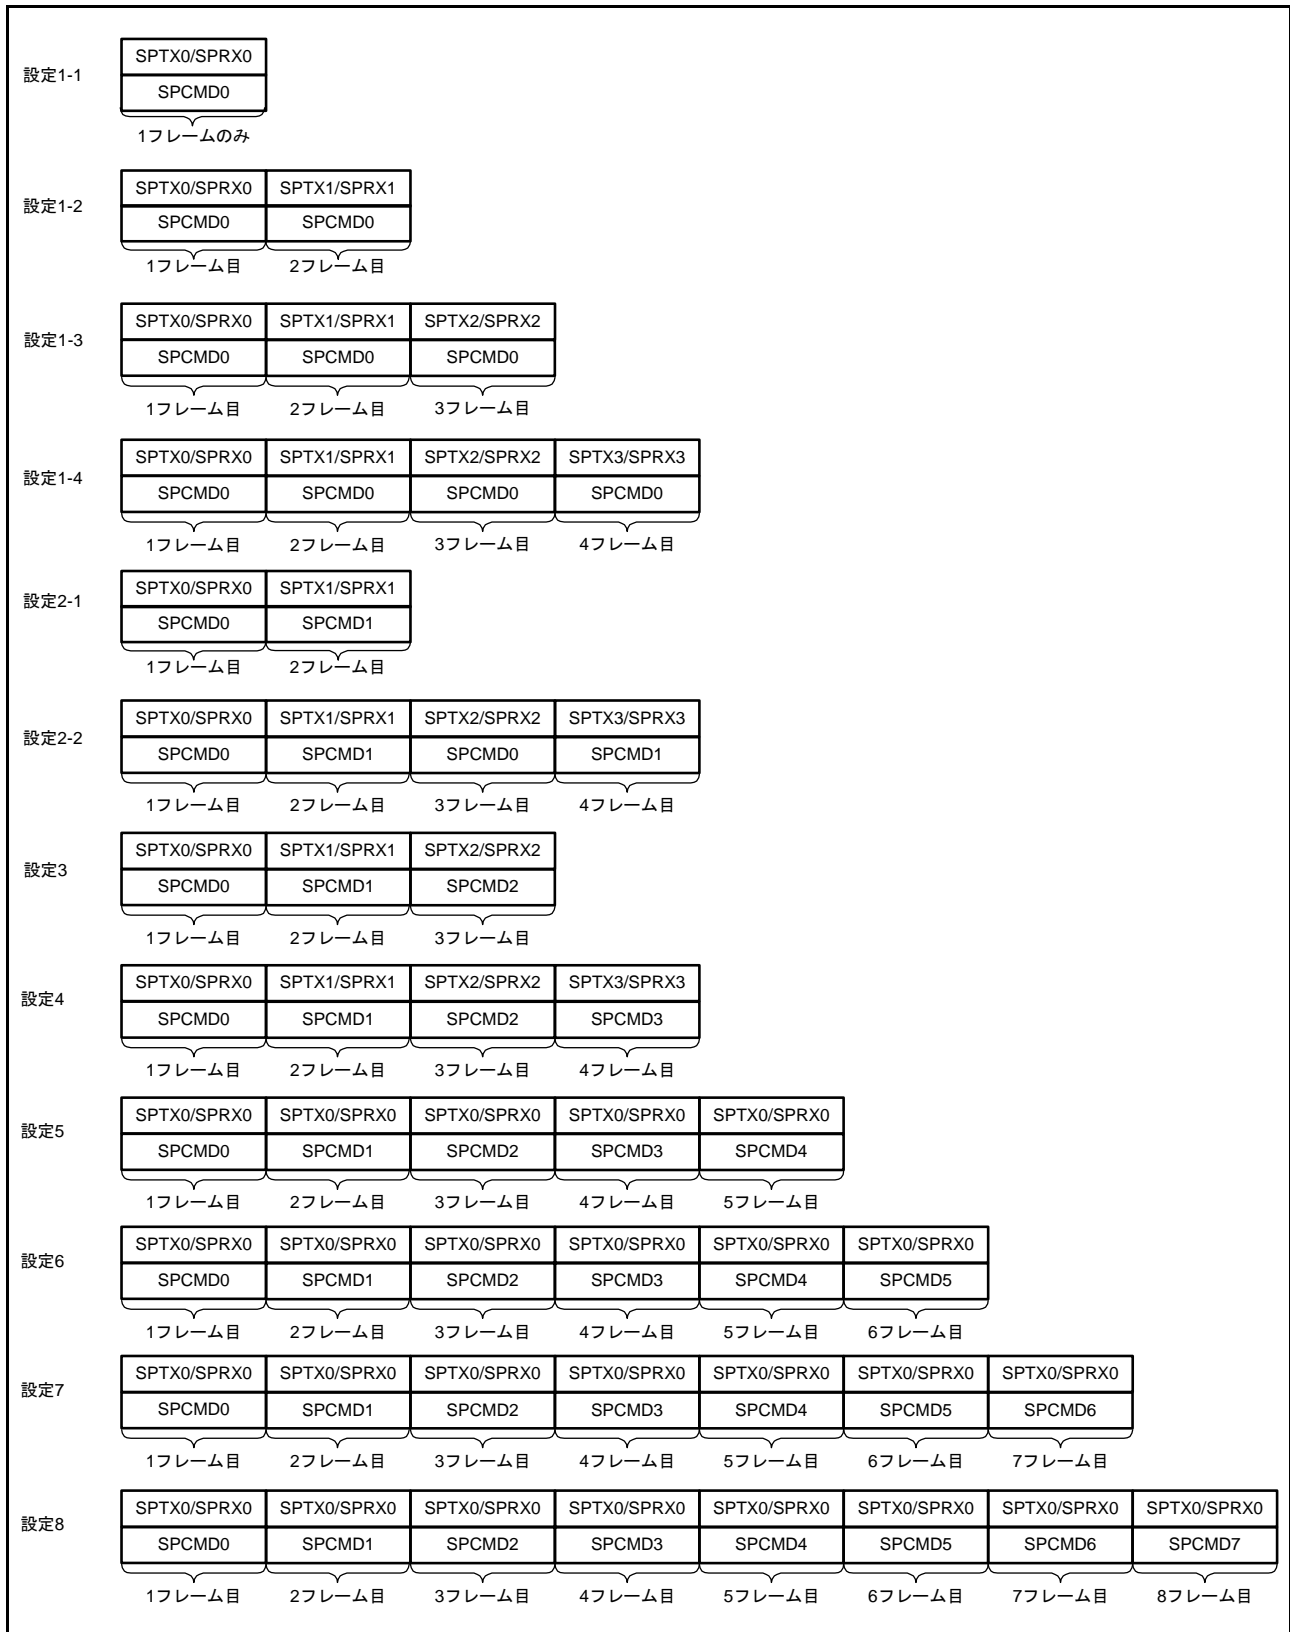 設定1-1
SPTX0/SPRX0
SPCMD0
1フレームのみ
設定1-2
SPTX0/SPRX0 SPTX1/SPRX1
SPCMD0 SPCMD0
1フレーム目 2フレーム目
設定1-3
SPTX0/SPRX0 SPTX1/SPRX1 SPTX2/SPRX2
SPCMD0 SPCMD0 SPCMD0
1フレーム目 2フレーム目 3フレーム目
設定1-4
SPTX0/SPRX0 SPTX1/SPRX1 SPTX2/SPRX2 SPTX3/SPRX3
SPCMD0 SPCMD0 SPCMD0 SPCMD0
1フレーム目 2フレーム目 3フレーム目 4フレーム目
設定2-1
SPTX0/SPRX0 SPTX1/SPRX1
SPCMD0 SPCMD1
1フレーム目 2フレーム目
設定2-2
SPTX0/SPRX0 SPTX1/SPRX1 SPTX2/SPRX2 SPTX3/SPRX3
SPCMD0 SPCMD1 SPCMD0 SPCMD1
1フレーム目 2フレーム目 3フレーム目 4フレーム目
設定3
SPTX0/SPRX0 SPTX1/SPRX1 SPTX2/SPRX2
SPCMD0 SPCMD1 SPCMD2
1フレーム目 2フレーム目 3フレーム目
設定4
SPTX0/SPRX0 SPTX1/SPRX1 SPTX2/SPRX2 SPTX3/SPRX3
SPCMD0 SPCMD1 SPCMD2 SPCMD3
1フレーム目 2フレーム目 3フレーム目 4フレーム目
設定5
SPTX0/SPRX0 SPTX0/SPRX0 SPTX0/SPRX0 SPTX0/SPRX0 SPTX0/SPRX0
SPCMD0 SPCMD1 SPCMD2 SPCMD3 SPCMD4
1フレーム目 2フレーム目 3フレーム目 4フレーム目 5フレーム目
設定6
SPTX0/SPRX0 SPTX0/SPRX0 SPTX0/SPRX0 SPTX0/SPRX0 SPTX0/SPRX0 SPTX0/SPRX0
SPCMD0 SPCMD1 SPCMD2 SPCMD3 SPCMD4 SPCMD5
1フレーム目 2フレーム目 3フレーム目 4フレーム目 5フレーム目 6フレーム目
設定7
SPTX0/SPRX0 SPTX0/SPRX0 SPTX0/SPRX0 SPTX0/SPRX0 SPTX0/SPRX0 SPTX0/SPRX0 SPTX0/SPRX0
SPCMD0 SPCMD1 SPCMD2 SPCMD3 SPCMD4 SPCMD5 SPCMD6
1フレーム目 2フレーム目 3フレーム目 4フレーム目 5フレーム目 6フレーム目 7フレーム目
設定8
SPTX0/SPRX0 SPTX0/SPRX0 SPTX0/SPRX0 SPTX0/SPRX0 SPTX0/SPRX0 SPTX0/SPRX0 SPTX0/SPRX0 SPTX0/SPRX0
SPCMD0 SPCMD1 SPCMD2 SPCMD3 SPCMD4 SPCMD5 SPCMD6 SPCMD7
1フレーム目 2フレーム目 3フレーム目 4フレーム目 5フレーム目 6フレーム目 7フレーム目 8フレーム目